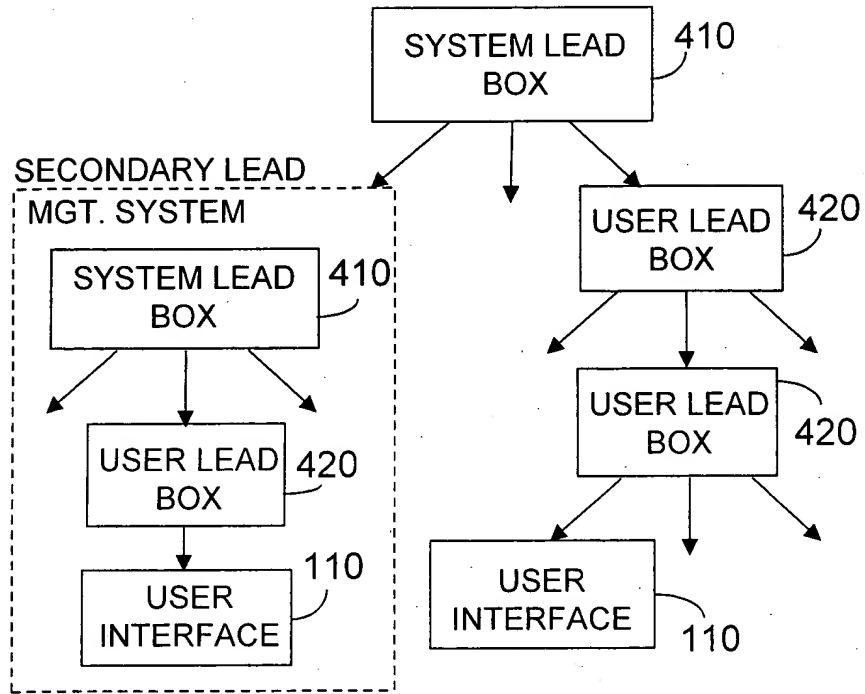 SYSTEM LEAD
BOX
410
SECONDARY LEAD
MGT. SYSTEM
SYSTEM LEAD
BOX
410
USER LEAD
BOX
420
USER
INTERFACE
110
USER LEAD
BOX
420
USER LEAD
BOX
420
USER
INTERFACE
110